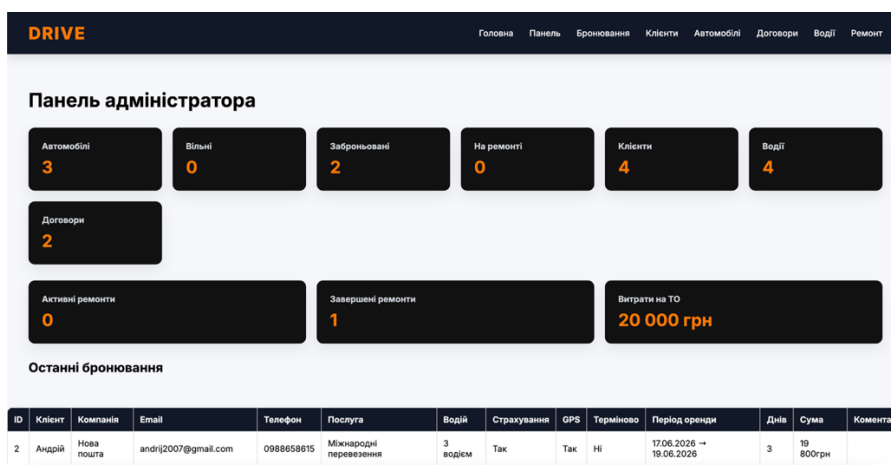 DRIVE Головна Панель Бронювання Клієнти Автомобілі Договори Водії Ремонт
Панель адміністратора
Автомобілі Вільні Заброньовані На ремонті Клієнти Водії
3 0 2 0 4 4
Договори
2
Активні ремонти Завершені ремонти Витрати на ТО
0 1 20 000 грн
Останні бронювання
ID Клієнт Компанія Email Телефон Послуга Водій Страхування GPS Терміново Період оренди Днів Сума Комента
2 Андрій Нова пошта andrij2007@gmail.com 0988658615 Міжнародні перевезення З водієм Так Так Ні 17.06.2026 → 19.06.2026 3 19 800грн